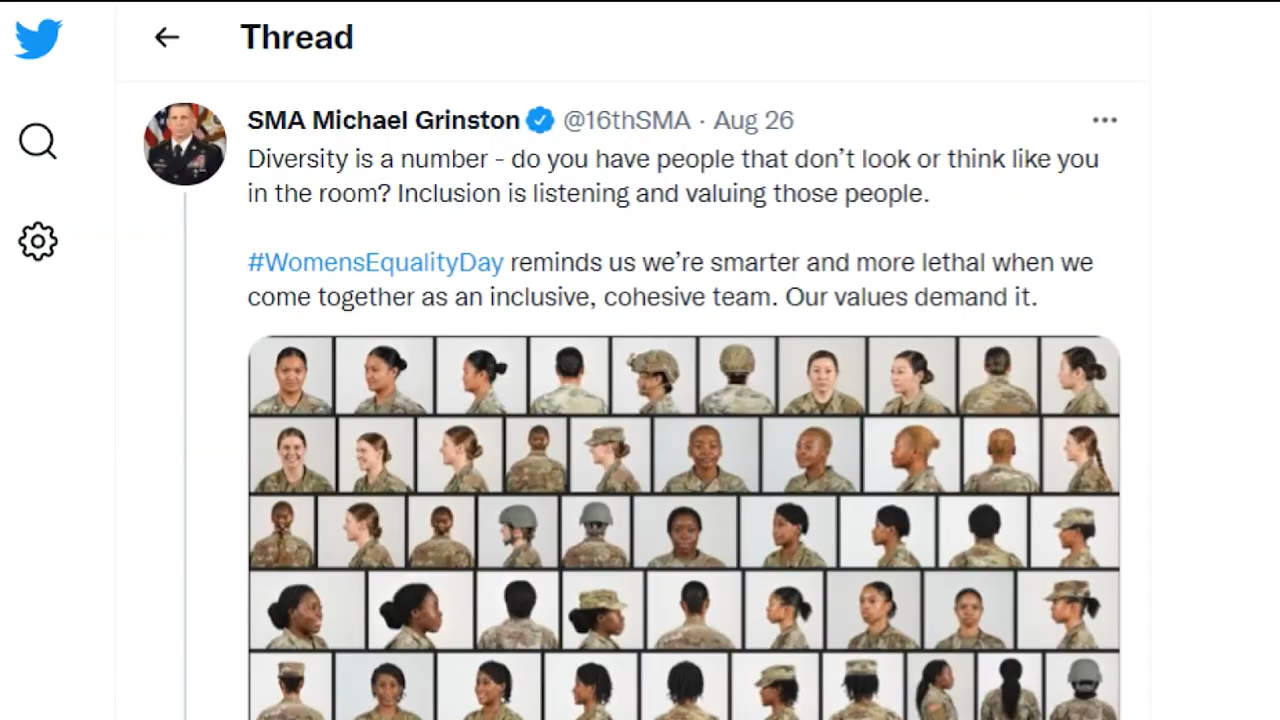 Thread
SMA Michael Grinston @16thSMA · Aug 26
Diversity is a number - do you have people that don’t look or think like you
in the room? Inclusion is listening and valuing those people.
#WomensEqualityDay reminds us we’re smarter and more lethal when we
come together as an inclusive, cohesive team. Our values demand it.